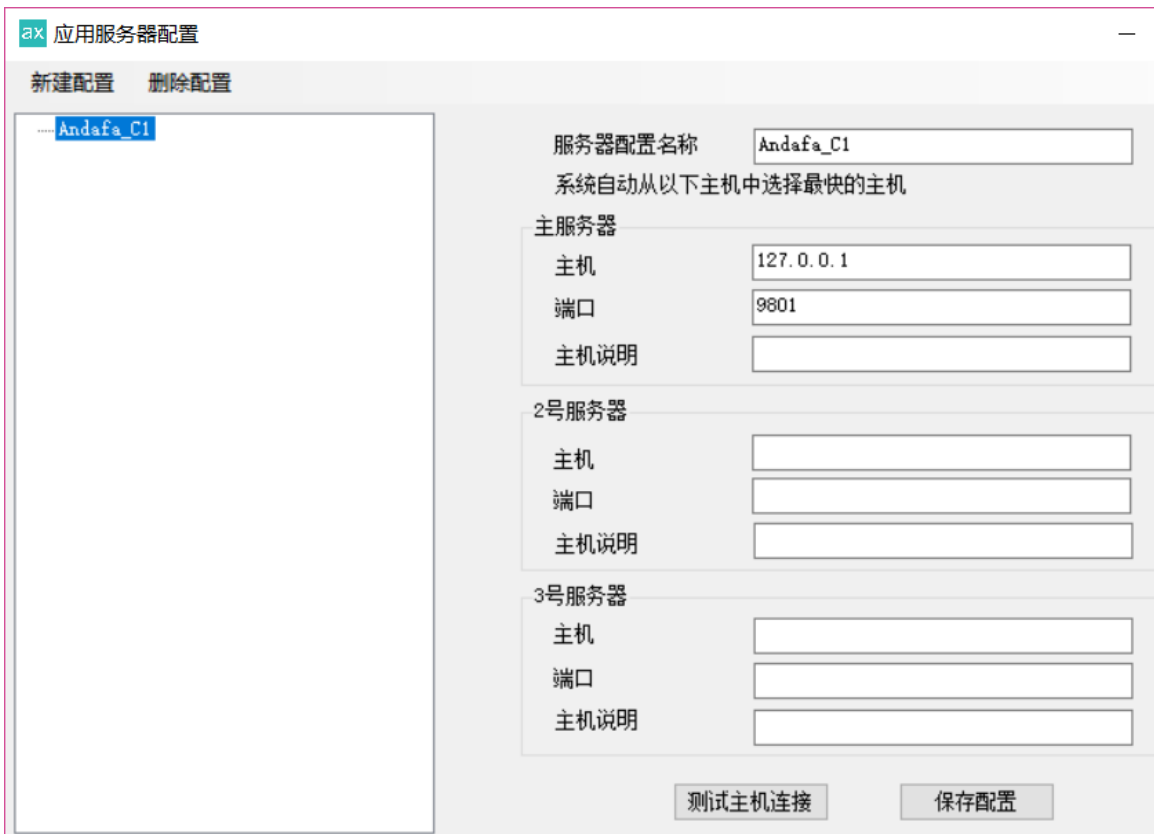 ax 应用服务器配置
新建配置 删除配置
Andafa_C1
服务器配置名称 Andafa_C1
系统自动从以下主机中选择最快的主机
主服务器
主机 127.0.0.1
端口 9801
主机说明
2号服务器
主机
端口
主机说明
3号服务器
主机
端口
主机说明
测试主机连接 保存配置